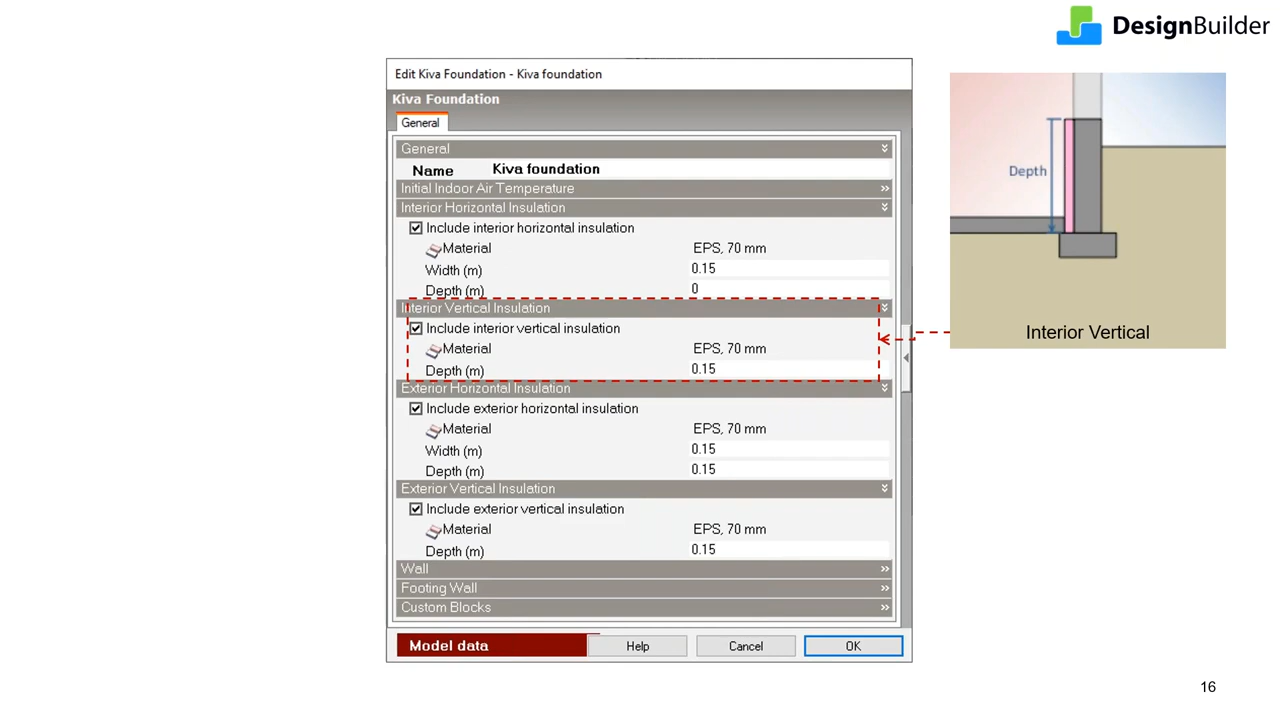 DesignBuilder
Edit Kiva Foundation - Kiva foundation
Kiva Foundation
General
General
Name Kiva foundation
Initial Indoor Air Temperature
Interior Horizontal Insulation
Include interior horizontal insulation
Material EPS, 70 mm
Width (m) 0.15
Depth (m) 0
Interior Vertical Insulation
Include interior vertical insulation
Material EPS, 70 mm
Depth (m) 0.15
Exterior Horizontal Insulation
Include exterior horizontal insulation
Material EPS, 70 mm
Width (m) 0.15
Depth (m) 0.15
Exterior Vertical Insulation
Include exterior vertical insulation
Material EPS, 70 mm
Depth (m) 0.15
Wall
Footing Wall
Custom Blocks
Model data Help Cancel OK
Depth
Interior Vertical
16